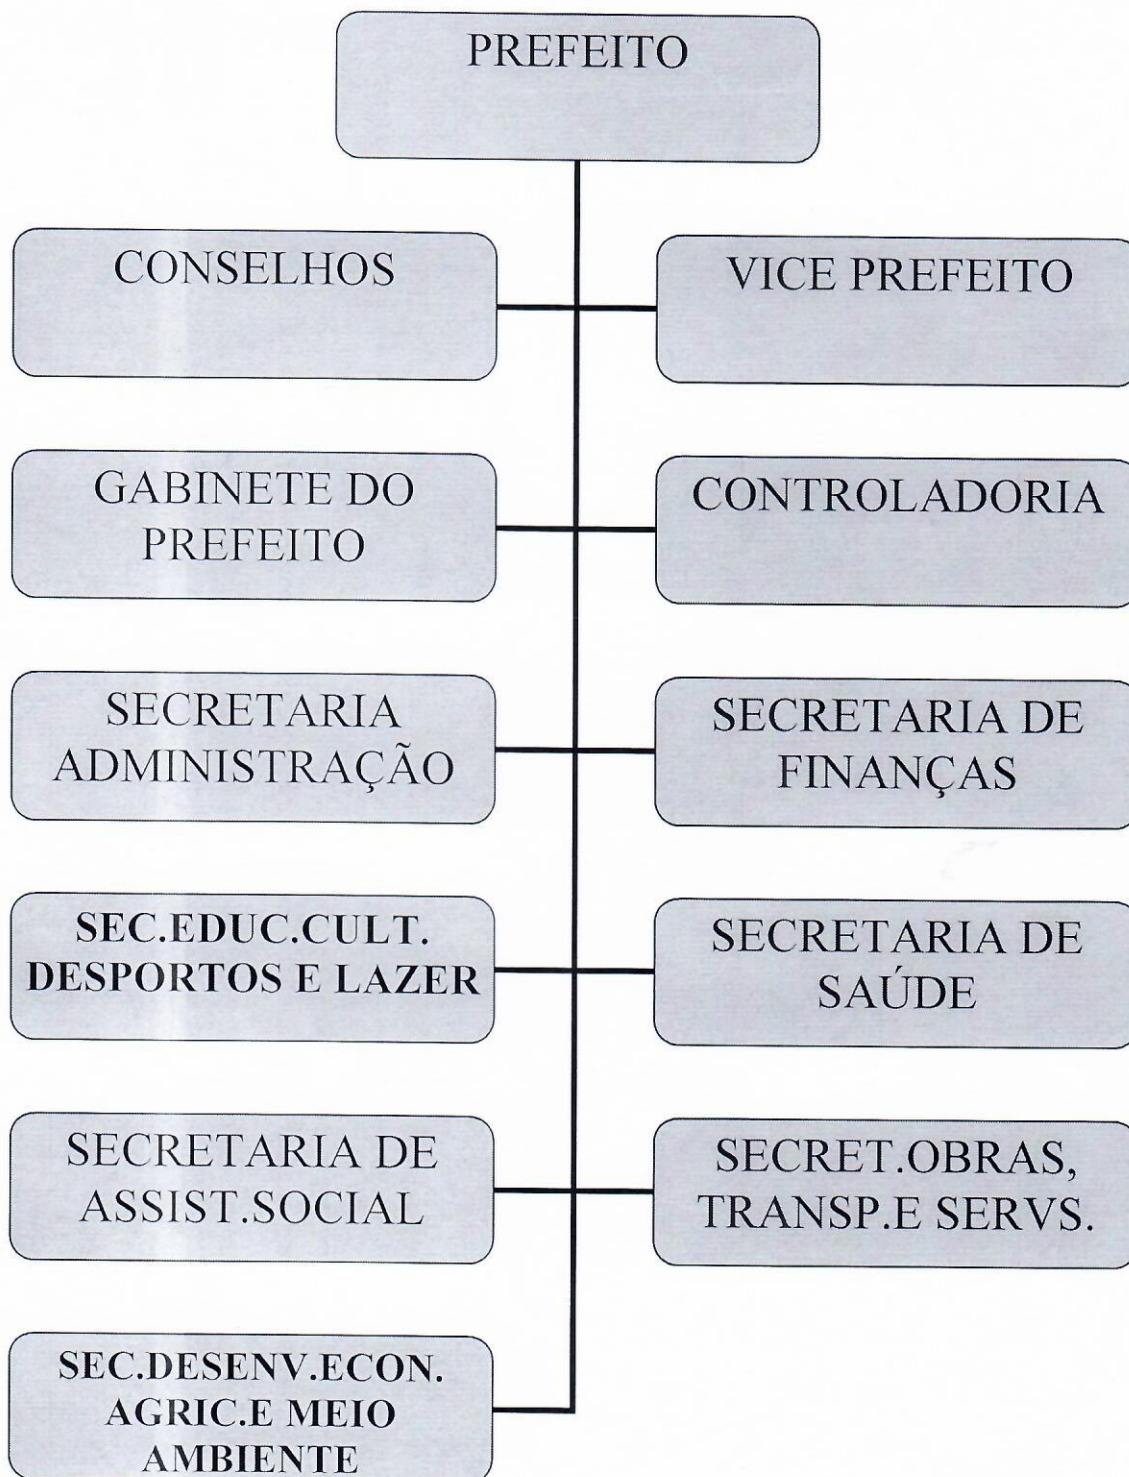 PREFEITO
CONSELHOS
VICE PREFEITO
GABINETE DO
PREFEITO
CONTROLADORIA
SECRETARIA
ADMINISTRAÇÃO
SECRETARIA DE
FINANÇAS
SEC.EDUC.CULT.
DESPORTOS E LAZER
SECRETARIA DE
SAÚDE
SECRETARIA DE
ASSIST.SOCIAL
SECRET.OBRAS,
TRANSP.E SERVS.
SEC.DESENV.ECON.
AGRIC.E MEIO
AMBIENTE